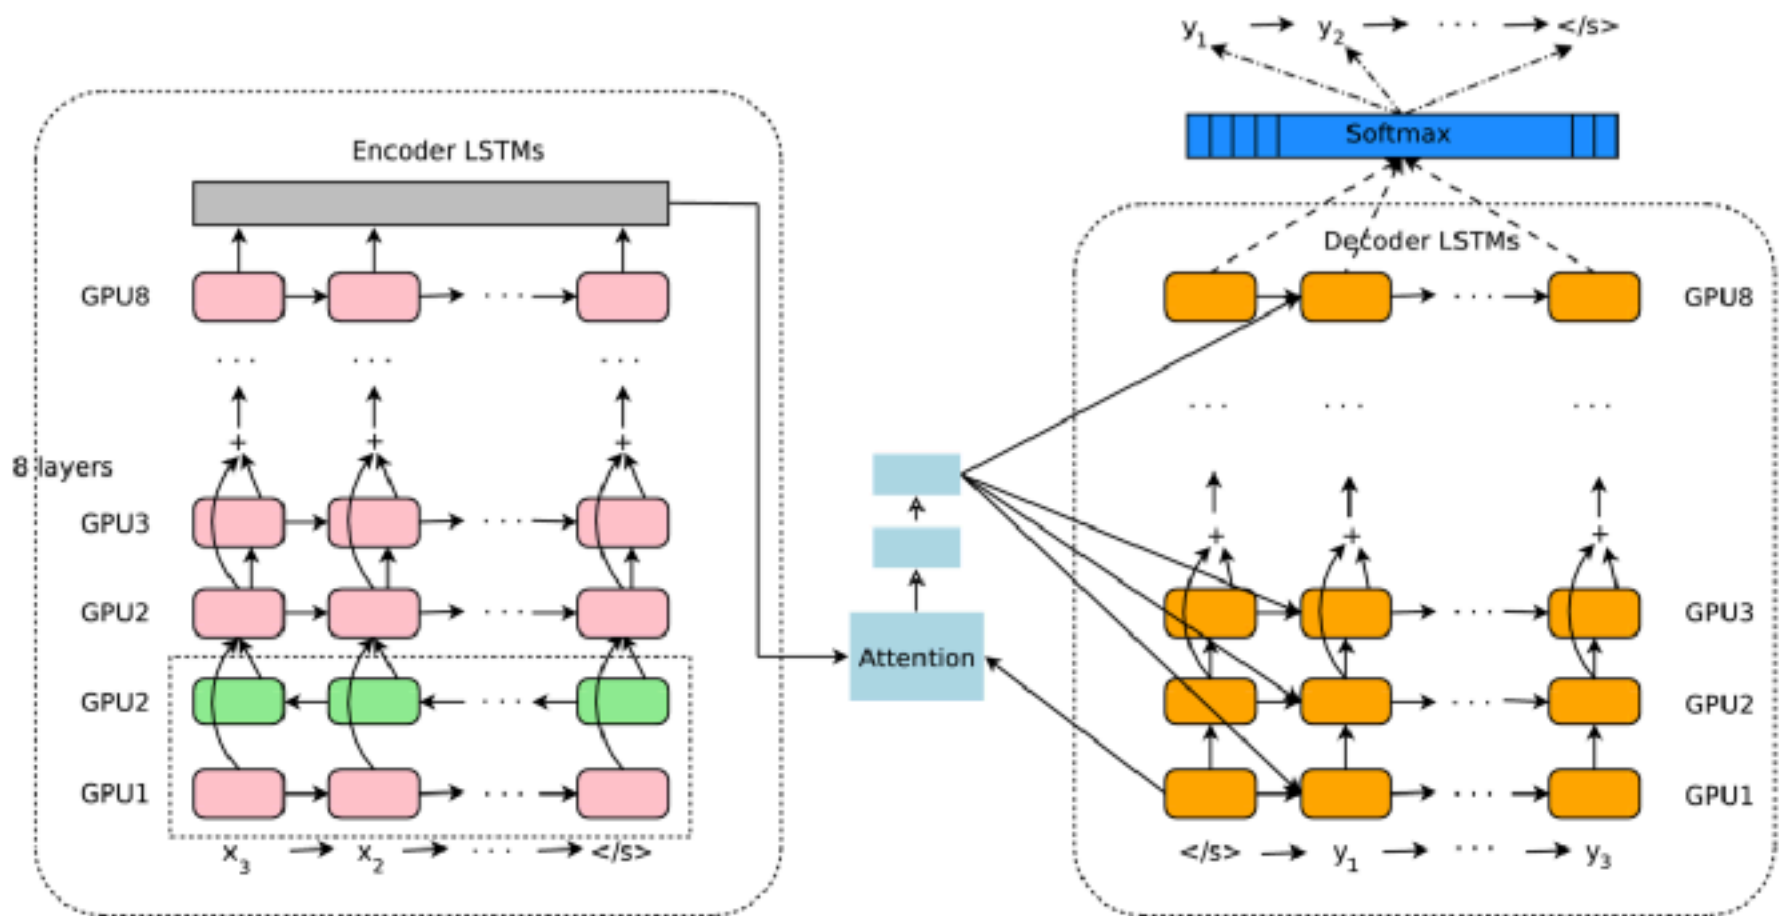 y1 y2 ... </s>
Softmax
Encoder LSTMs
Decoder LSTMs
GPU8 ... GPU8
... ... ...
... ... ...
+ + +
8 layers
GPU3 ...
+ + +
Attention
GPU2 ... GPU3
GPU2 ... GPU2
GPU1 ... GPU1
x3 x2 ... </s>
</s> y1 ... y3